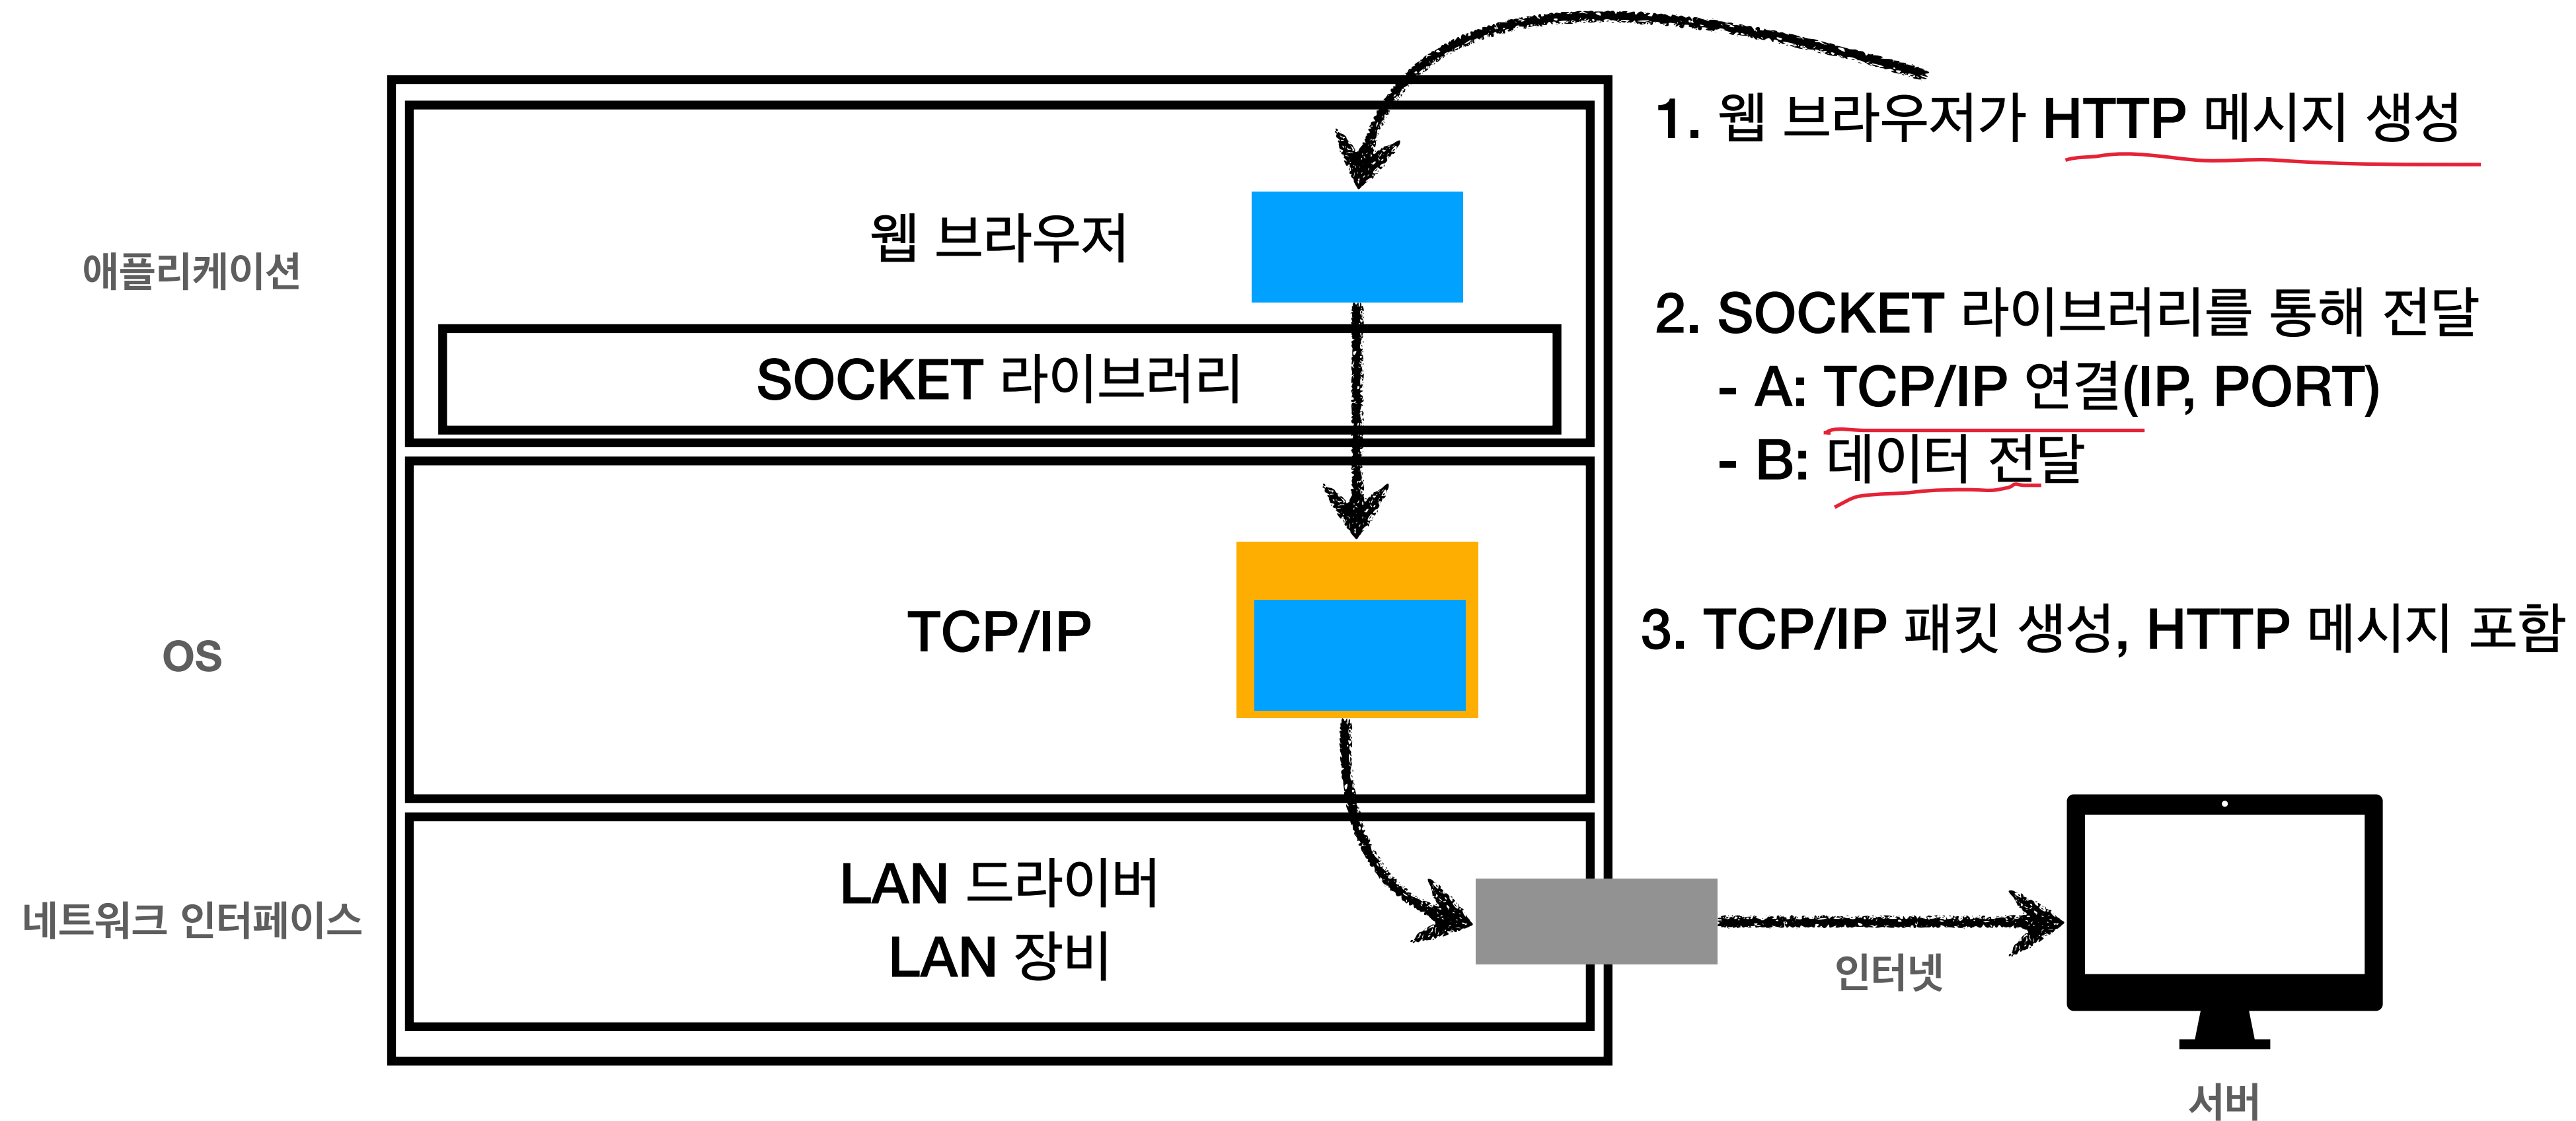 1. 웹 브라우저가 HTTP 메시지 생성
웹 브라우저
애플리케이션
2. SOCKET 라이브러리를 통해 전달
SOCKET 라이브러리
- A: TCP/IP 연결(IP, PORT)
- B: 데이터 전달
TCP/IP
OS
3. TCP/IP 패킷 생성, HTTP 메시지 포함
LAN 드라이버
LAN 장비
네트워크 인터페이스
인터넷
서버